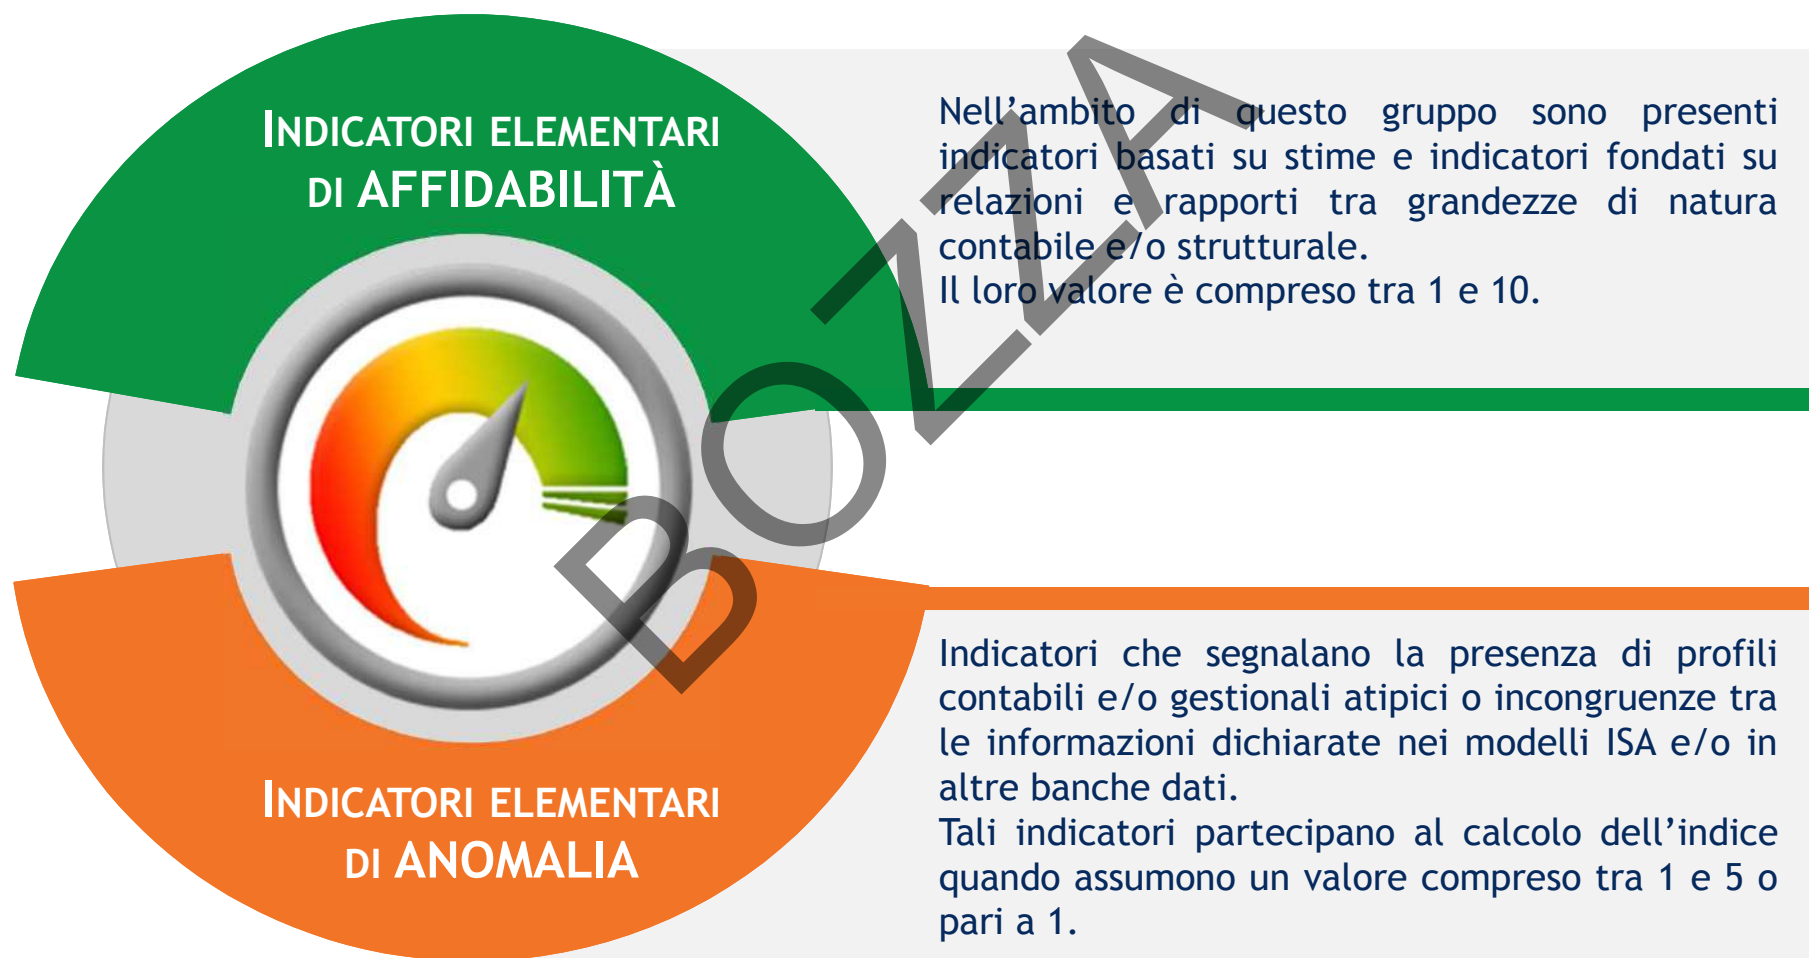 INDICATORI ELEMENTARI
DI AFFIDABILITÀ
Nell’ambito di questo gruppo sono presenti
indicatori basati su stime e indicatori fondati su
relazioni e rapporti tra grandezze di natura
contabile e/o strutturale.
Il loro valore è compreso tra 1 e 10.
BOZZA
INDICATORI ELEMENTARI
DI ANOMALIA
Indicatori che segnalano la presenza di profili
contabili e/o gestionali atipici o incongruenze tra
le informazioni dichiarate nei modelli ISA e/o in
altre banche dati.
Tali indicatori partecipano al calcolo dell’indice
quando assumono un valore compreso tra 1 e 5 o
pari a 1.